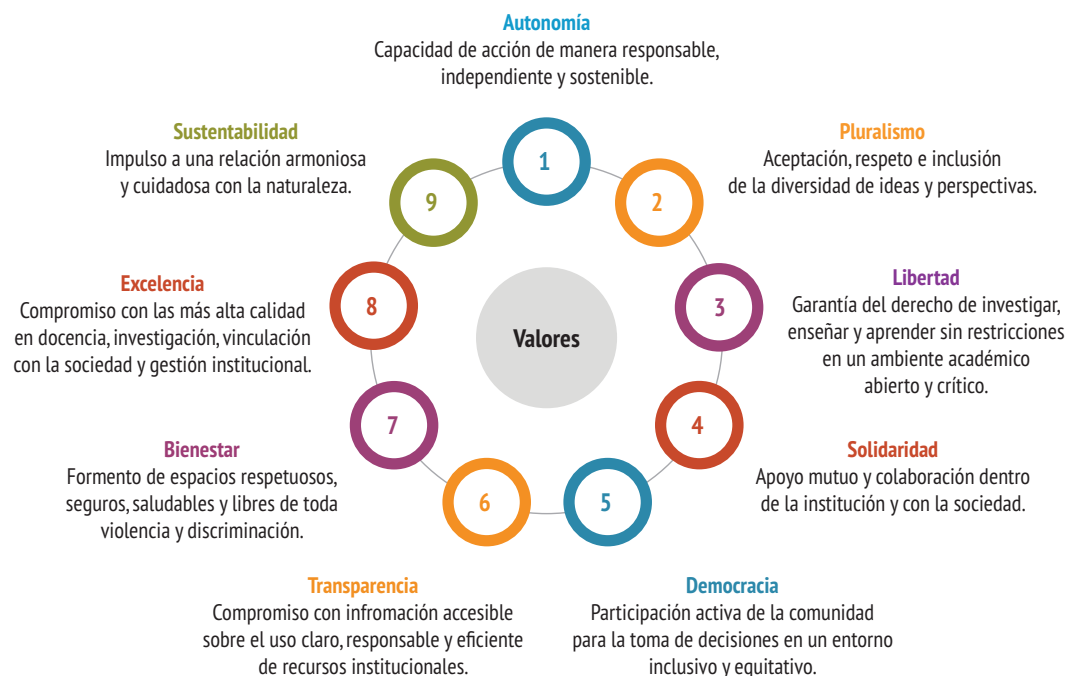 Autonomía
Capacidad de acción de manera responsable,
independiente y sostenible.
1
Pluralismo
Aceptación, respeto e inclusión
de la diversidad de ideas y perspectivas.
2
Libertad
Garantía del derecho de investigar,
enseñar y aprender sin restricciones
en un ambiente académico
abierto y crítico.
3
Solidaridad
Apoyo mutuo y colaboración dentro
de la institución y con la sociedad.
4
Democracia
Participación activa de la comunidad
para la toma de decisiones en un entorno
inclusivo y equitativo.
5
Transparencia
Compromiso con infromación accesible
sobre el uso claro, responsable y eficiente
de recursos institucionales.
6
Bienestar
Formento de espacios respetuosos,
seguros, saludables y libres de toda
violencia y discriminación.
7
Excelencia
Compromiso con las más alta calidad
en docencia, investigación, vinculación
con la sociedad y gestión institucional.
8
Sustentabilidad
Impulso a una relación armoniosa
y cuidadosa con la naturaleza.
9
Valores